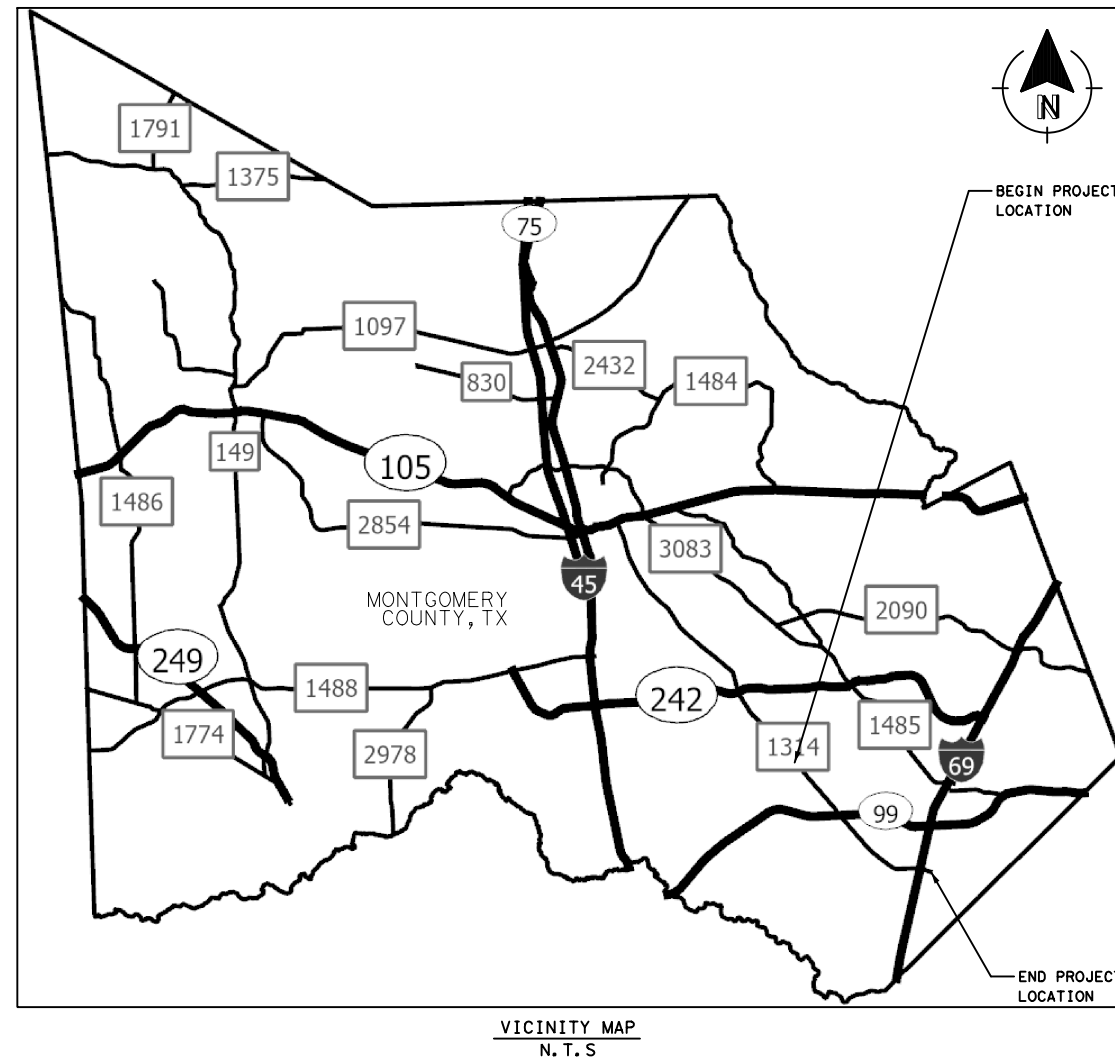 1791
1375
N
BEGIN PROJECT
LOCATION
75
1097
2432
830
1484
149
105
1486
2854
3083
45
MONTGOMERY
COUNTY, TX
2090
249
1488
242
1774
2978
1314
1485
69
99
END PROJEC
LOCATION
VICINITY MAP
N.T.S